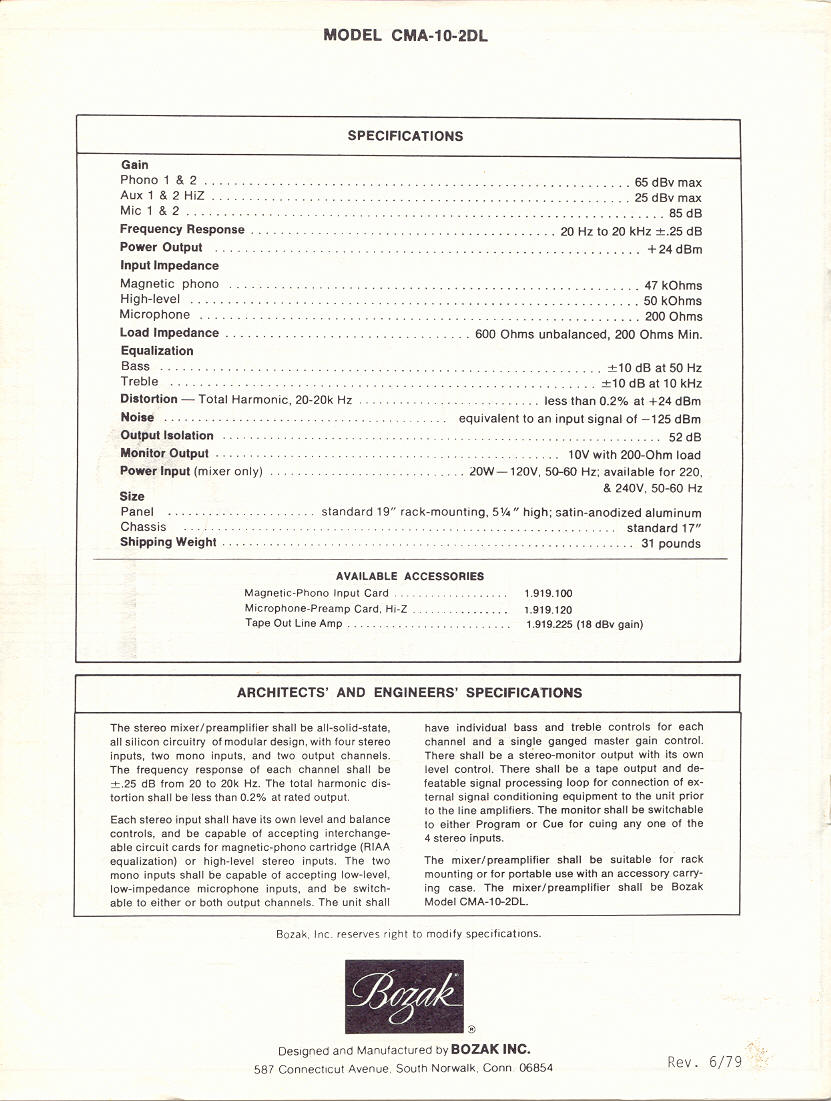 MODEL CMA-10-2DL
SPECIFICATIONS
Gain
Phono 1 & 2 . . . . . . . . . . 65 dBv max
Aux 1 & 2 HiZ . . . . . . . . . . 25 dBv max
Mic 1 & 2 . . . . . . . . . . 85 dB
Frequency Response . . . . . . . . . . 20 Hz to 20 kHz ±.25 dB
Power Output . . . . . . . . . . +24 dBm
Input Impedance
Magnetic phono . . . . . . . . . . 47 kOhms
High-level . . . . . . . . . . 50 kOhms
Microphone . . . . . . . . . . 200 Ohms
Load Impedance . . . . . . . . . . 600 Ohms unbalanced, 200 Ohms Min.
Equalization
Bass . . . . . . . . . . ±10 dB at 50 Hz
Treble . . . . . . . . . . ±10 dB at 10 kHz
Distortion — Total Harmonic, 20-20k Hz . . . . . . . . . . less than 0.2% at +24 dBm
Noise . . . . . . . . . . equivalent to an input signal of −125 dBm
Output Isolation . . . . . . . . . . 52 dB
Monitor Output . . . . . . . . . . 10V with 200-Ohm load
Power Input (mixer only) . . . . . . . . . . 20W—120V, 50-60 Hz; available for 220,
& 240V, 50-60 Hz
Size
Panel . . . . . . . . . . standard 19" rack-mounting, 5¼" high; satin-anodized aluminum
Chassis . . . . . . . . . . standard 17"
Shipping Weight . . . . . . . . . . 31 pounds
AVAILABLE ACCESSORIES
Magnetic-Phono Input Card . . . . . . . . . . 1.919.100
Microphone-Preamp Card, Hi-Z . . . . . . . . . . 1.919.120
Tape Out Line Amp . . . . . . . . . . 1.919.225 (18 dBv gain)
ARCHITECTS' AND ENGINEERS' SPECIFICATIONS
The stereo mixer/preamplifier shall be all-solid-state,
all silicon circuitry of modular design, with four stereo
inputs, two mono inputs, and two output channels.
The frequency response of each channel shall be
±.25 dB from 20 to 20k Hz. The total harmonic dis-
tortion shall be less than 0.2% at rated output.
Each stereo input shall have its own level and balance
controls, and be capable of accepting interchange-
able circuit cards for magnetic-phono cartridge (RIAA
equalization) or high-level stereo inputs. The two
mono inputs shall be capable of accepting low-level,
low-impedance microphone inputs, and be switch-
able to either or both output channels. The unit shall
have individual bass and treble controls for each
channel and a single ganged master gain control.
There shall be a stereo-monitor output with its own
level control. There shall be a tape output and de-
featable signal processing loop for connection of ex-
ternal signal conditioning equipment to the unit prior
to the line amplifiers. The monitor shall be switchable
to either Program or Cue for cuing any one of the
4 stereo inputs.
The mixer/preamplifier shall be suitable for rack
mounting or for portable use with an accessory carry-
ing case. The mixer/preamplifier shall be Bozak
Model CMA-10-2DL.
Bozak, Inc. reserves right to modify specifications.
Bozak
®
Designed and Manufactured by BOZAK INC.
587 Connecticut Avenue, South Norwalk, Conn. 06854
Rev. 6/79